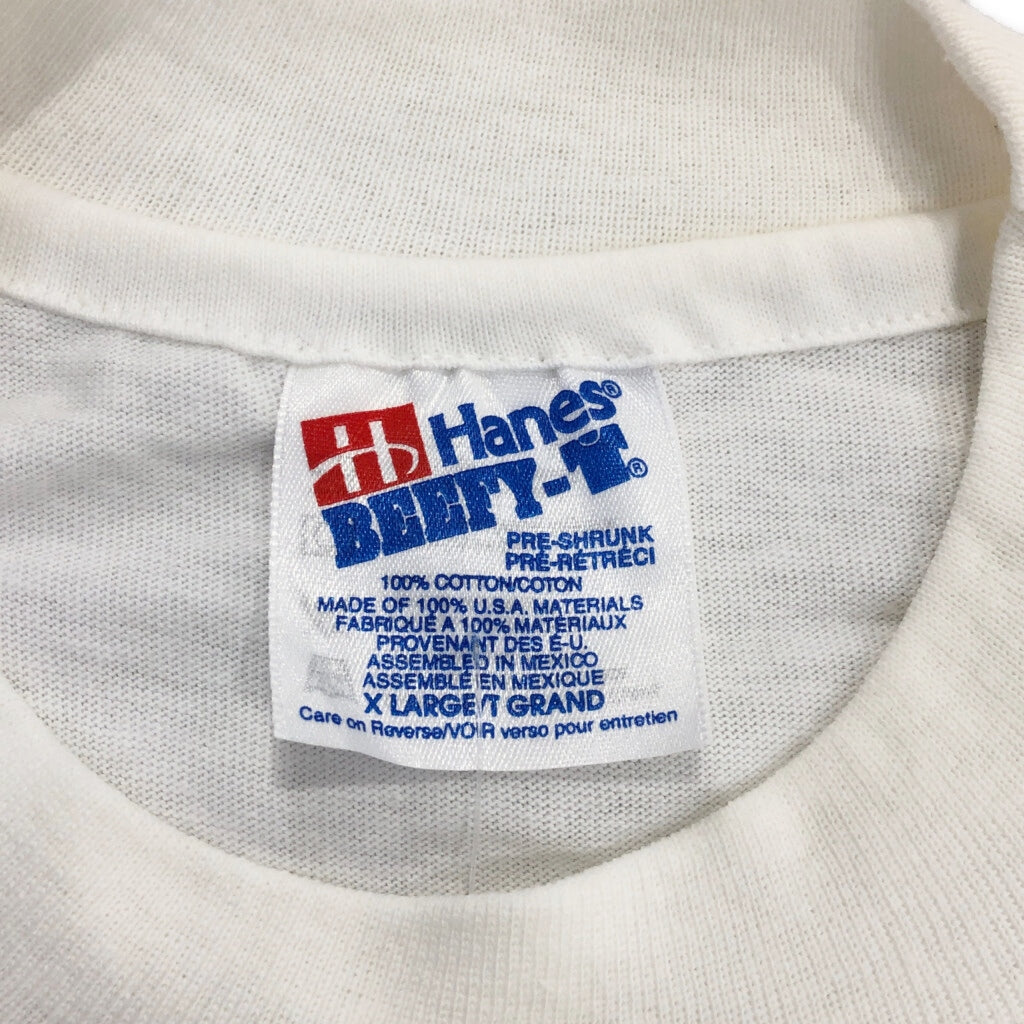 H Hanes®
BEEFY-T®
PRE-SHRUNK
PRÉ-RÉTRÉCI
100% COTTON/COTON
MADE OF 100% U.S.A. MATERIALS
FABRIQUÉ A 100% MATÉRIAUX
PROVENANT DES É-U.
ASSEMBLED IN MEXICO
ASSEMBLÉ EN MEXIQUE
X LARGE/T GRAND
Care on Reverse/VOIR verso pour entretien